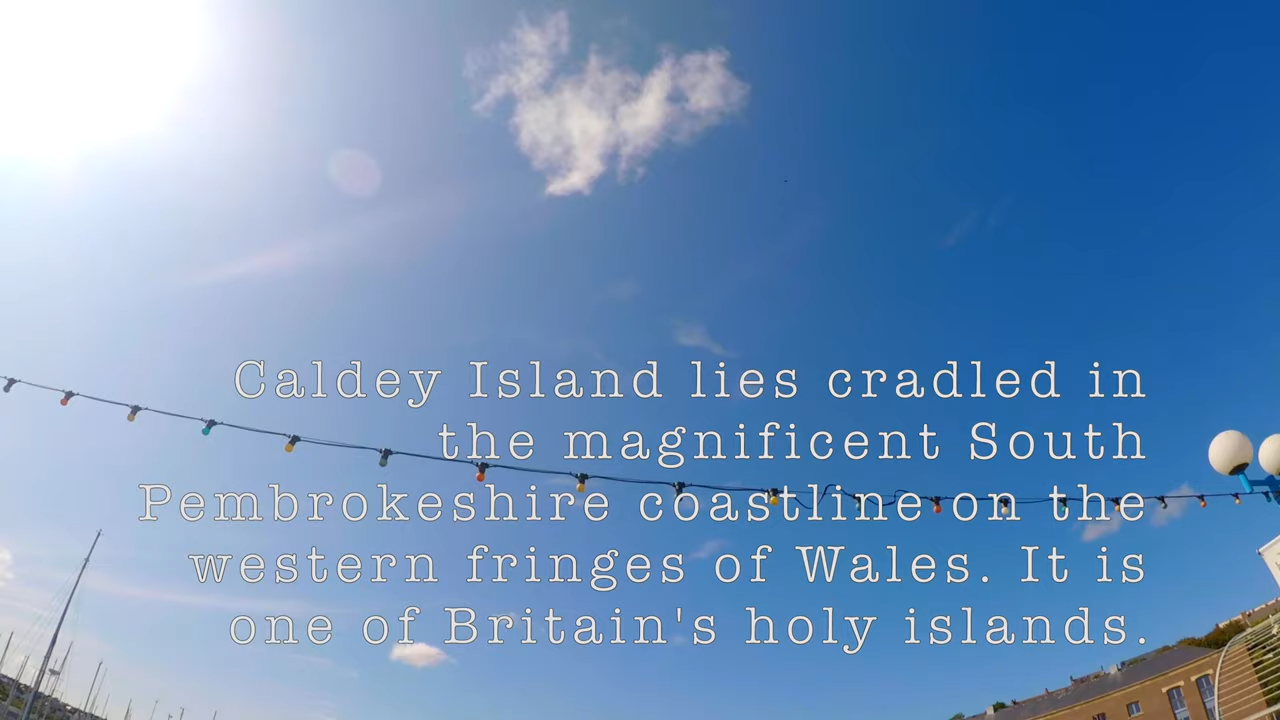 Caldey Island lies cradled in
the magnificent South
Pembrokeshire coastline on the
western fringes of Wales. It is
one of Britain's holy islands.